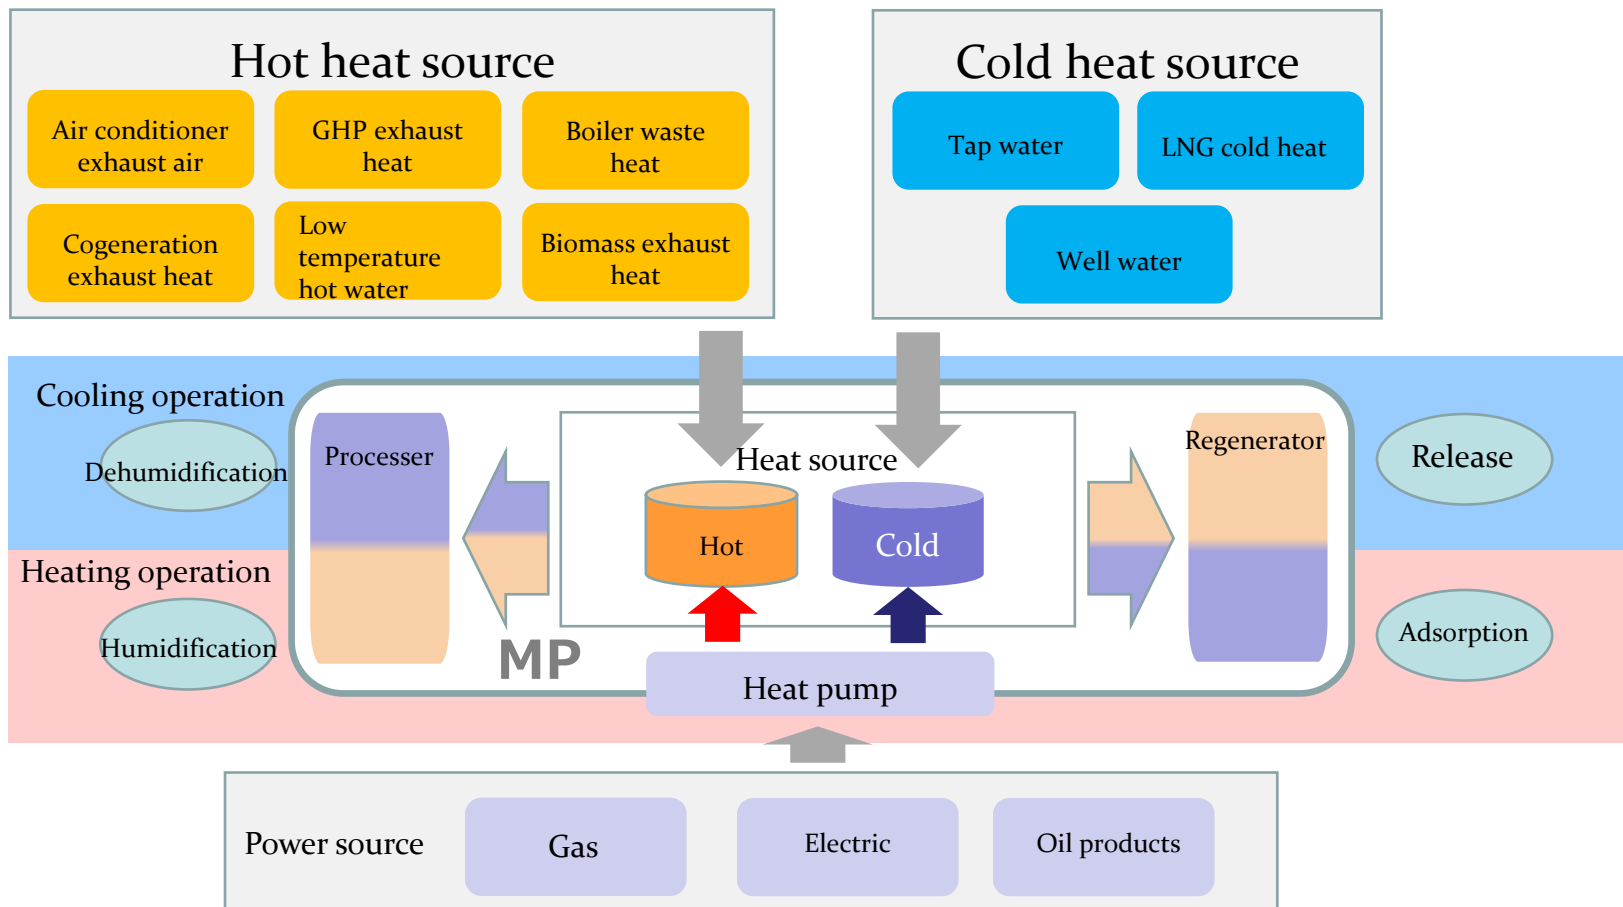 Hot heat source
Air conditioner
exhaust air
GHP exhaust
heat
Boiler waste
heat
Cogeneration
exhaust heat
Low
temperature
hot water
Biomass exhaust
heat
Cold heat source
Tap water
LNG cold heat
Well water
Cooling operation
Dehumidification
Processer
Heat source
Hot
Cold
Regenerator
Release
Heating operation
Humidification
MP
Heat pump
Adsorption
Power source
Gas
Electric
Oil products